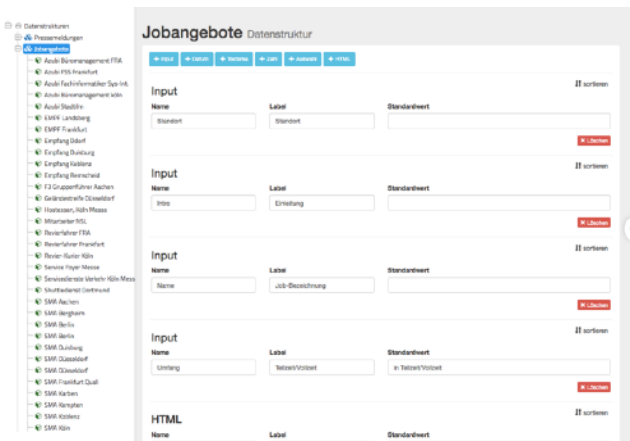 Datenstrukturen
Pressemeldungen
Jobangebote
Azubi Büromanagement FRA
Azubi FSS Frankfurt
Azubi Fachinformatiker Sys-Int.
Azubi Büromanagement Köln
Azubi Stadtilm
EMPF Landsberg
EMPF Frankfurt
Empfang Ddorf
Empfang Duisburg
Empfang Koblenz
Empfang Remscheid
F3 Gruppenführer Aachen
Geländestreife Düsseldorf
Hostessen, Köln Messe
Mitarbeiter NSL
Revierfahrer FRA
Revierfahrer Frankfurt
Revier-Kurier Köln
Service Foyer Messe
Servicedienste Verkehr Köln Mess
Shuttledienst Dortmund
SMA Aachen
SMA Bergheim
SMA Berlin
SMA Berlin
SMA Duisburg
SMA Düsseldorf
SMA Düsseldorf
SMA Frankfurt Quali
SMA Karben
SMA Kempten
SMA Koblenz
SMA Köln
Jobangebote Datenstruktur
+ Input + Datum + Textarea + Zahl + Auswahl + HTML
sortieren
Input
Name Label Standardwert
Standort Standort
× Löschen
sortieren
Input
Name Label Standardwert
Intro Einleitung
× Löschen
sortieren
Input
Name Label Standardwert
Name Job-Bezeichnung
× Löschen
sortieren
Input
Name Label Standardwert
Umfang Teilzeit/Vollzeit in Teilzeit/Vollzeit
× Löschen
sortieren
HTML
Name Label Standardwert